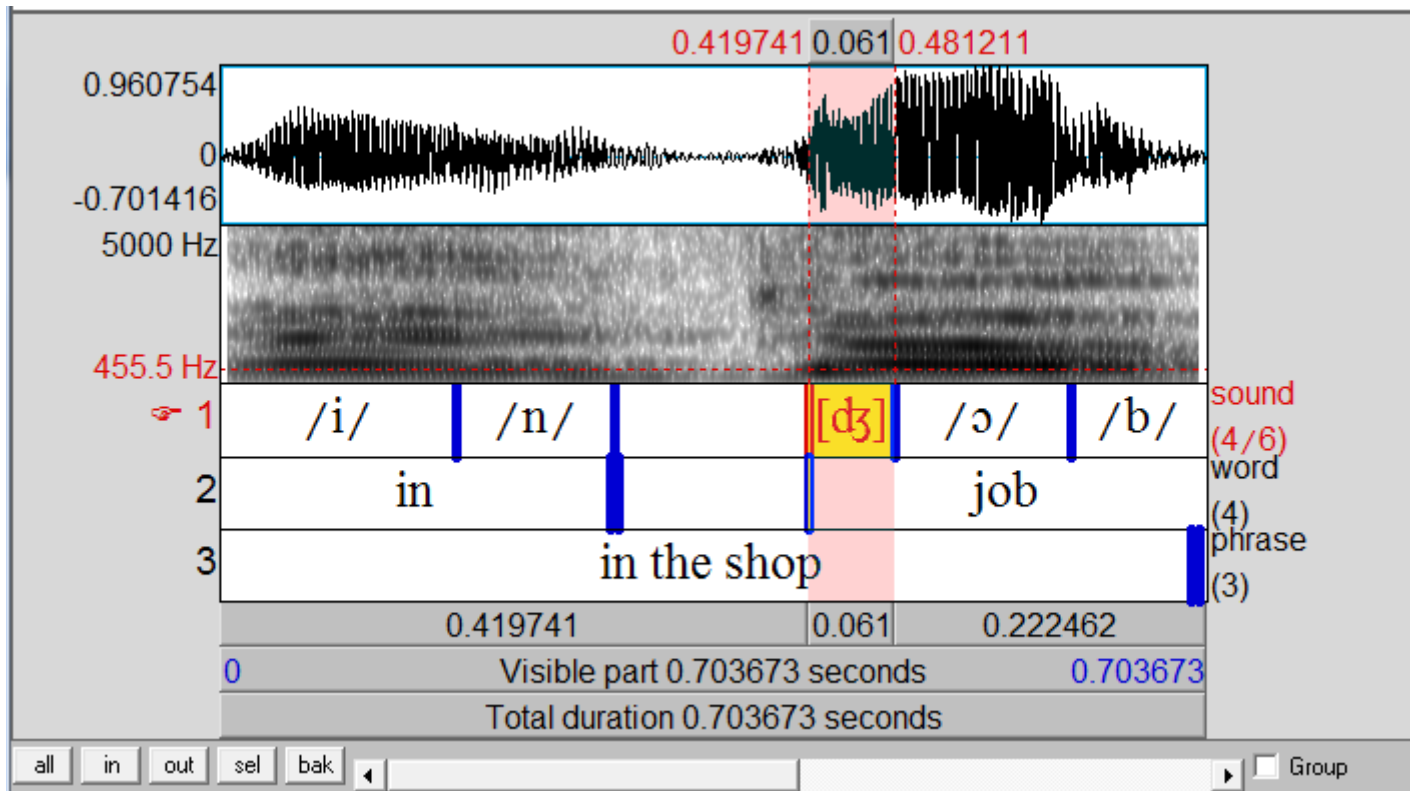 0.419741 0.061 0.481211
0.960754
0
-0.701416
5000 Hz
455.5 Hz
☞ 1 /i/ /n/ [ʤ] /ɔ/ /b/ sound
(4/6)
2 in job word
(4)
3 in the shop phrase
(3)
0.419741 0.061 0.222462
0 Visible part 0.703673 seconds 0.703673
Total duration 0.703673 seconds
all in out sel bak Group